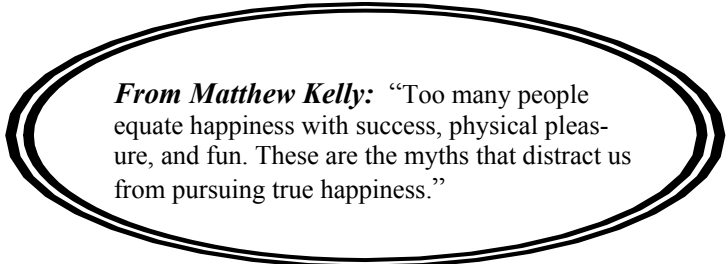 From Matthew Kelly: “Too many people
equate happiness with success, physical pleas-
ure, and fun. These are the myths that distract us
from pursuing true happiness.”